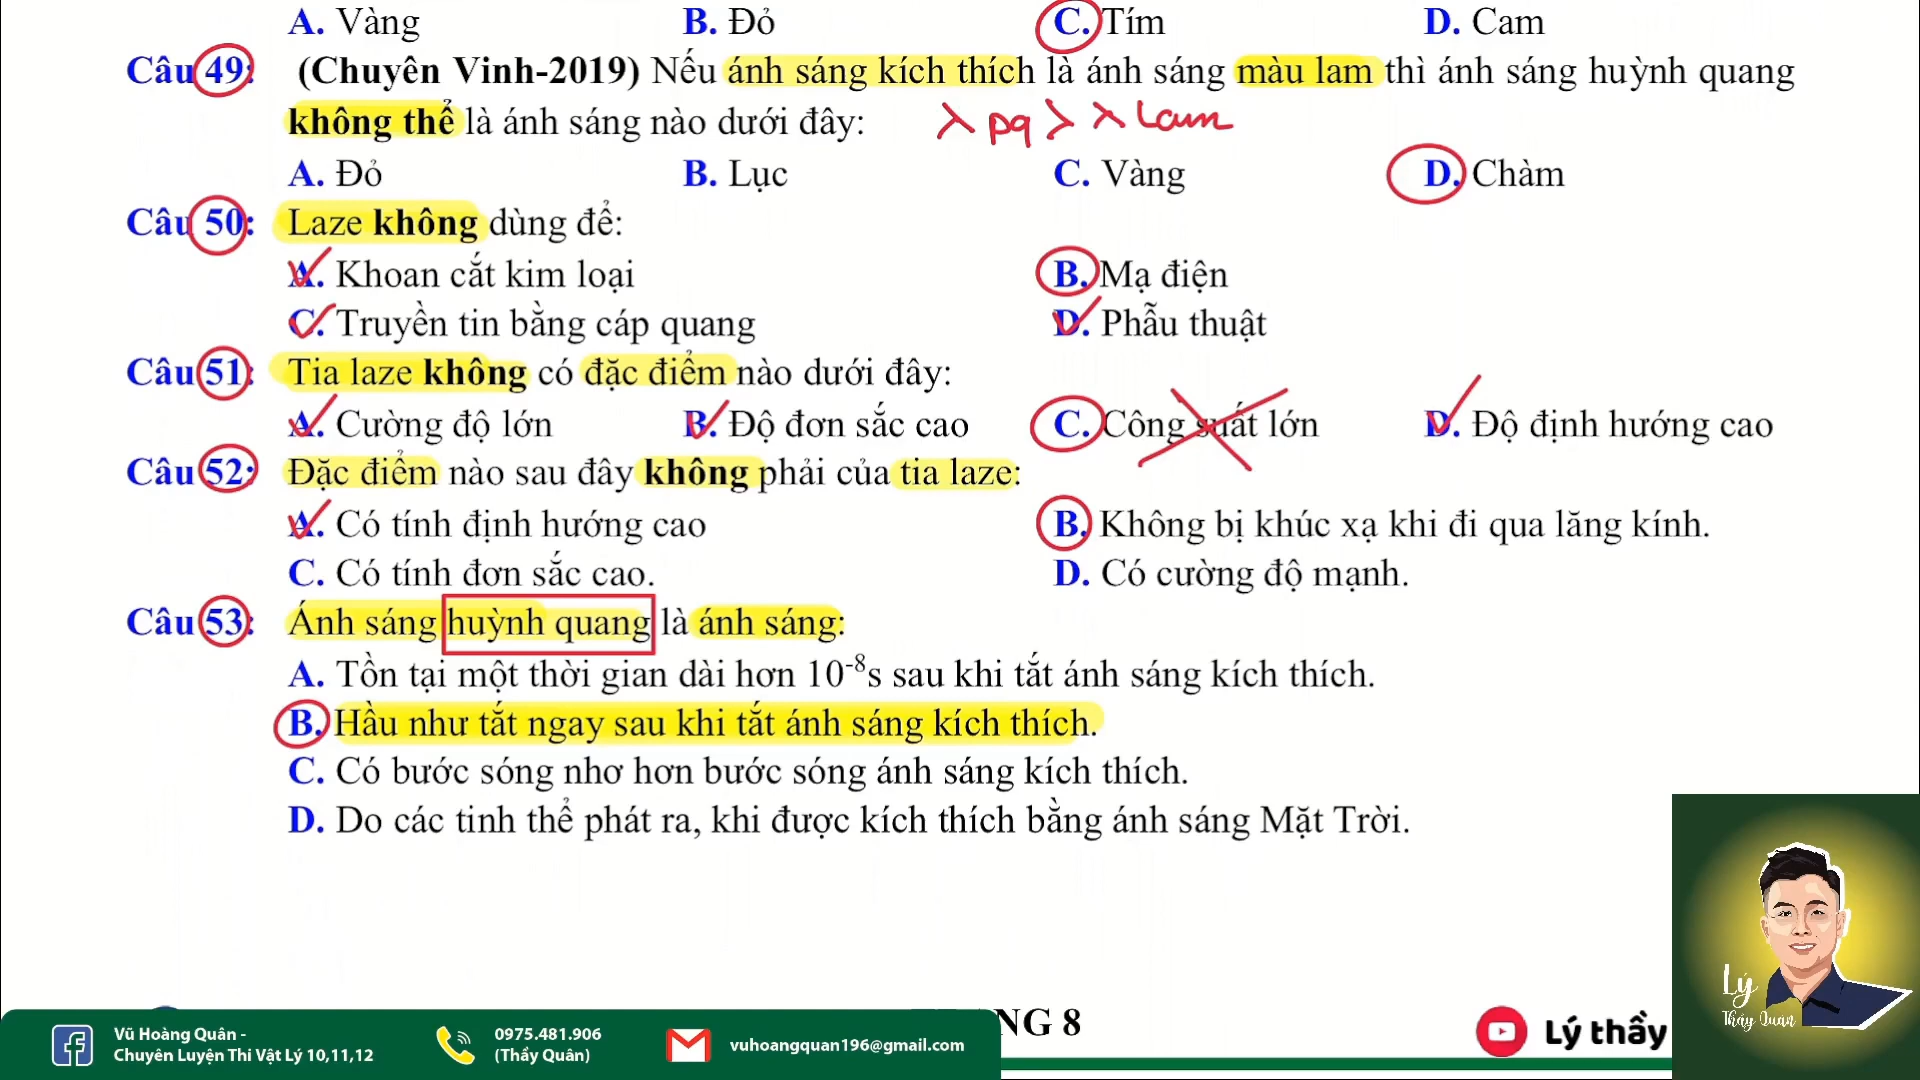 A. Vàng B. Đỏ C. Tím D. Cam
Câu 49: (Chuyên Vinh-2019) Nếu ánh sáng kích thích là ánh sáng màu lam thì ánh sáng huỳnh quang
không thể là ánh sáng nào dưới đây: λ pq > λ Lam
A. Đỏ B. Lục C. Vàng D. Chàm
Câu 50: Laze không dùng để:
A. Khoan cắt kim loại B. Mạ điện
C. Truyền tin bằng cáp quang D. Phẫu thuật
Câu 51: Tia laze không có đặc điểm nào dưới đây:
A. Cường độ lớn B. Độ đơn sắc cao C. Công suất lớn D. Độ định hướng cao
Câu 52: Đặc điểm nào sau đây không phải của tia laze:
A. Có tính định hướng cao B. Không bị khúc xạ khi đi qua lăng kính.
C. Có tính đơn sắc cao. D. Có cường độ mạnh.
Câu 53: Ánh sáng huỳnh quang là ánh sáng:
A. Tồn tại một thời gian dài hơn 10⁻⁸s sau khi tắt ánh sáng kích thích.
B. Hầu như tắt ngay sau khi tắt ánh sáng kích thích.
C. Có bước sóng nhơ hơn bước sóng ánh sáng kích thích.
D. Do các tinh thể phát ra, khi được kích thích bằng ánh sáng Mặt Trời.
Lý
Thầy Quân
NG 8
Vũ Hoàng Quân -
Chuyên Luyện Thi Vật Lý 10,11,12
0975.481.906
(Thầy Quân)
vuhoangquan196@gmail.com
Lý thầy